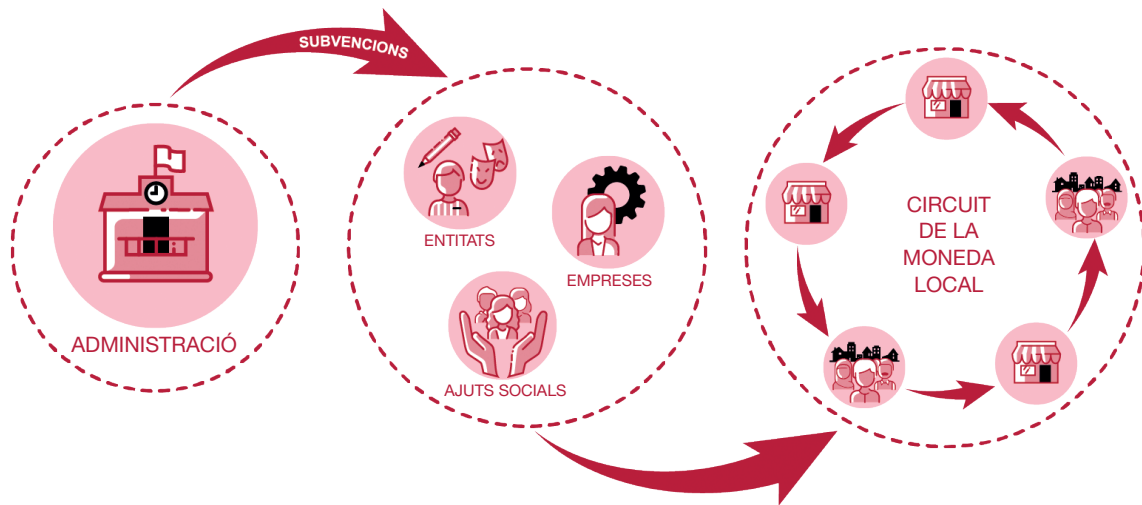 SUBVENCIONS
ADMINISTRACIÓ
ENTITATS
EMPRESES
AJUTS SOCIALS
CIRCUIT
DE LA
MONEDA
LOCAL